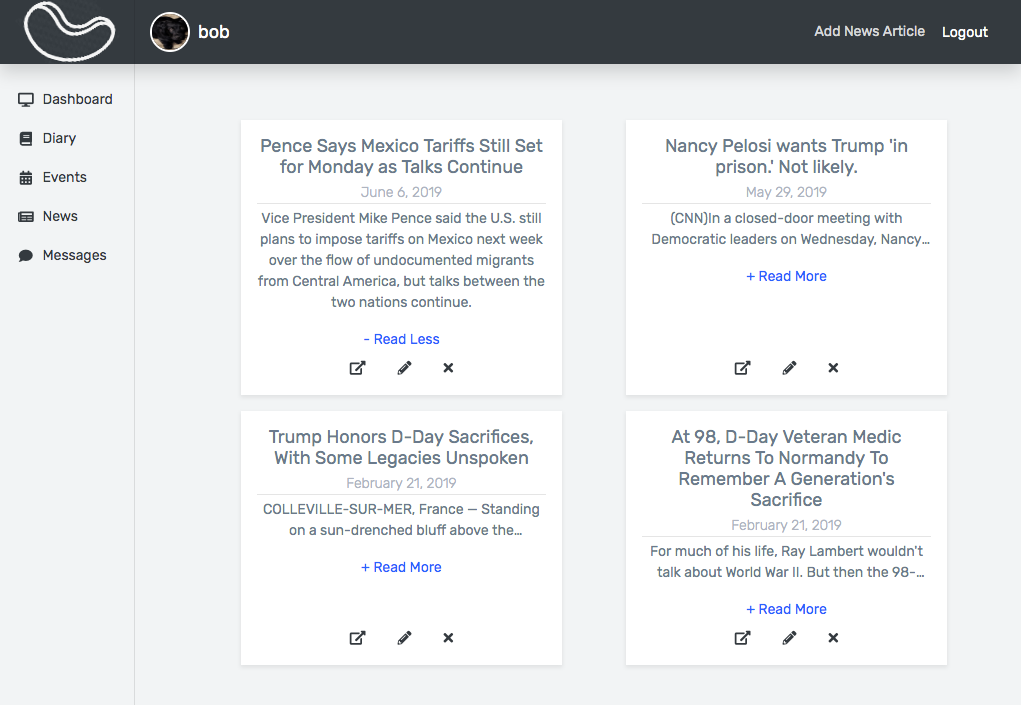 bob
Add News Article
Logout
Dashboard
Diary
Events
News
Messages
Pence Says Mexico Tariffs Still Set
for Monday as Talks Continue
June 6, 2019
Vice President Mike Pence said the U.S. still
plans to impose tariffs on Mexico next week
over the flow of undocumented migrants
from Central America, but talks between the
two nations continue.
- Read Less
Nancy Pelosi wants Trump 'in
prison.' Not likely.
May 29, 2019
(CNN)In a closed-door meeting with
Democratic leaders on Wednesday, Nancy…
+ Read More
Trump Honors D-Day Sacrifices,
With Some Legacies Unspoken
February 21, 2019
COLLEVILLE-SUR-MER, France — Standing
on a sun-drenched bluff above the…
+ Read More
At 98, D-Day Veteran Medic
Returns To Normandy To
Remember A Generation's
Sacrifice
February 21, 2019
For much of his life, Ray Lambert wouldn't
talk about World War II. But then the 98-…
+ Read More